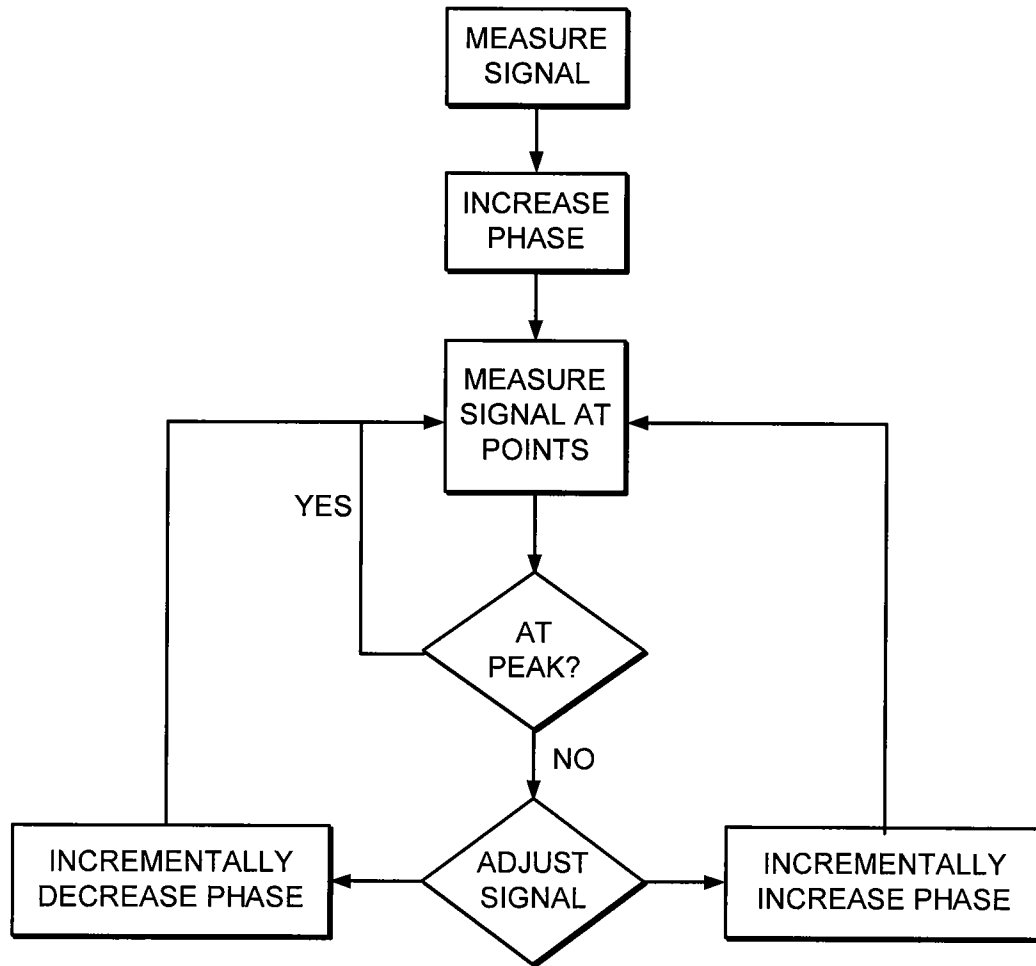 MEASURE
SIGNAL
INCREASE
PHASE
MEASURE
SIGNAL AT
POINTS
YES
AT
PEAK?
NO
INCREMENTALLY
DECREASE PHASE
ADJUST
SIGNAL
INCREMENTALLY
INCREASE PHASE